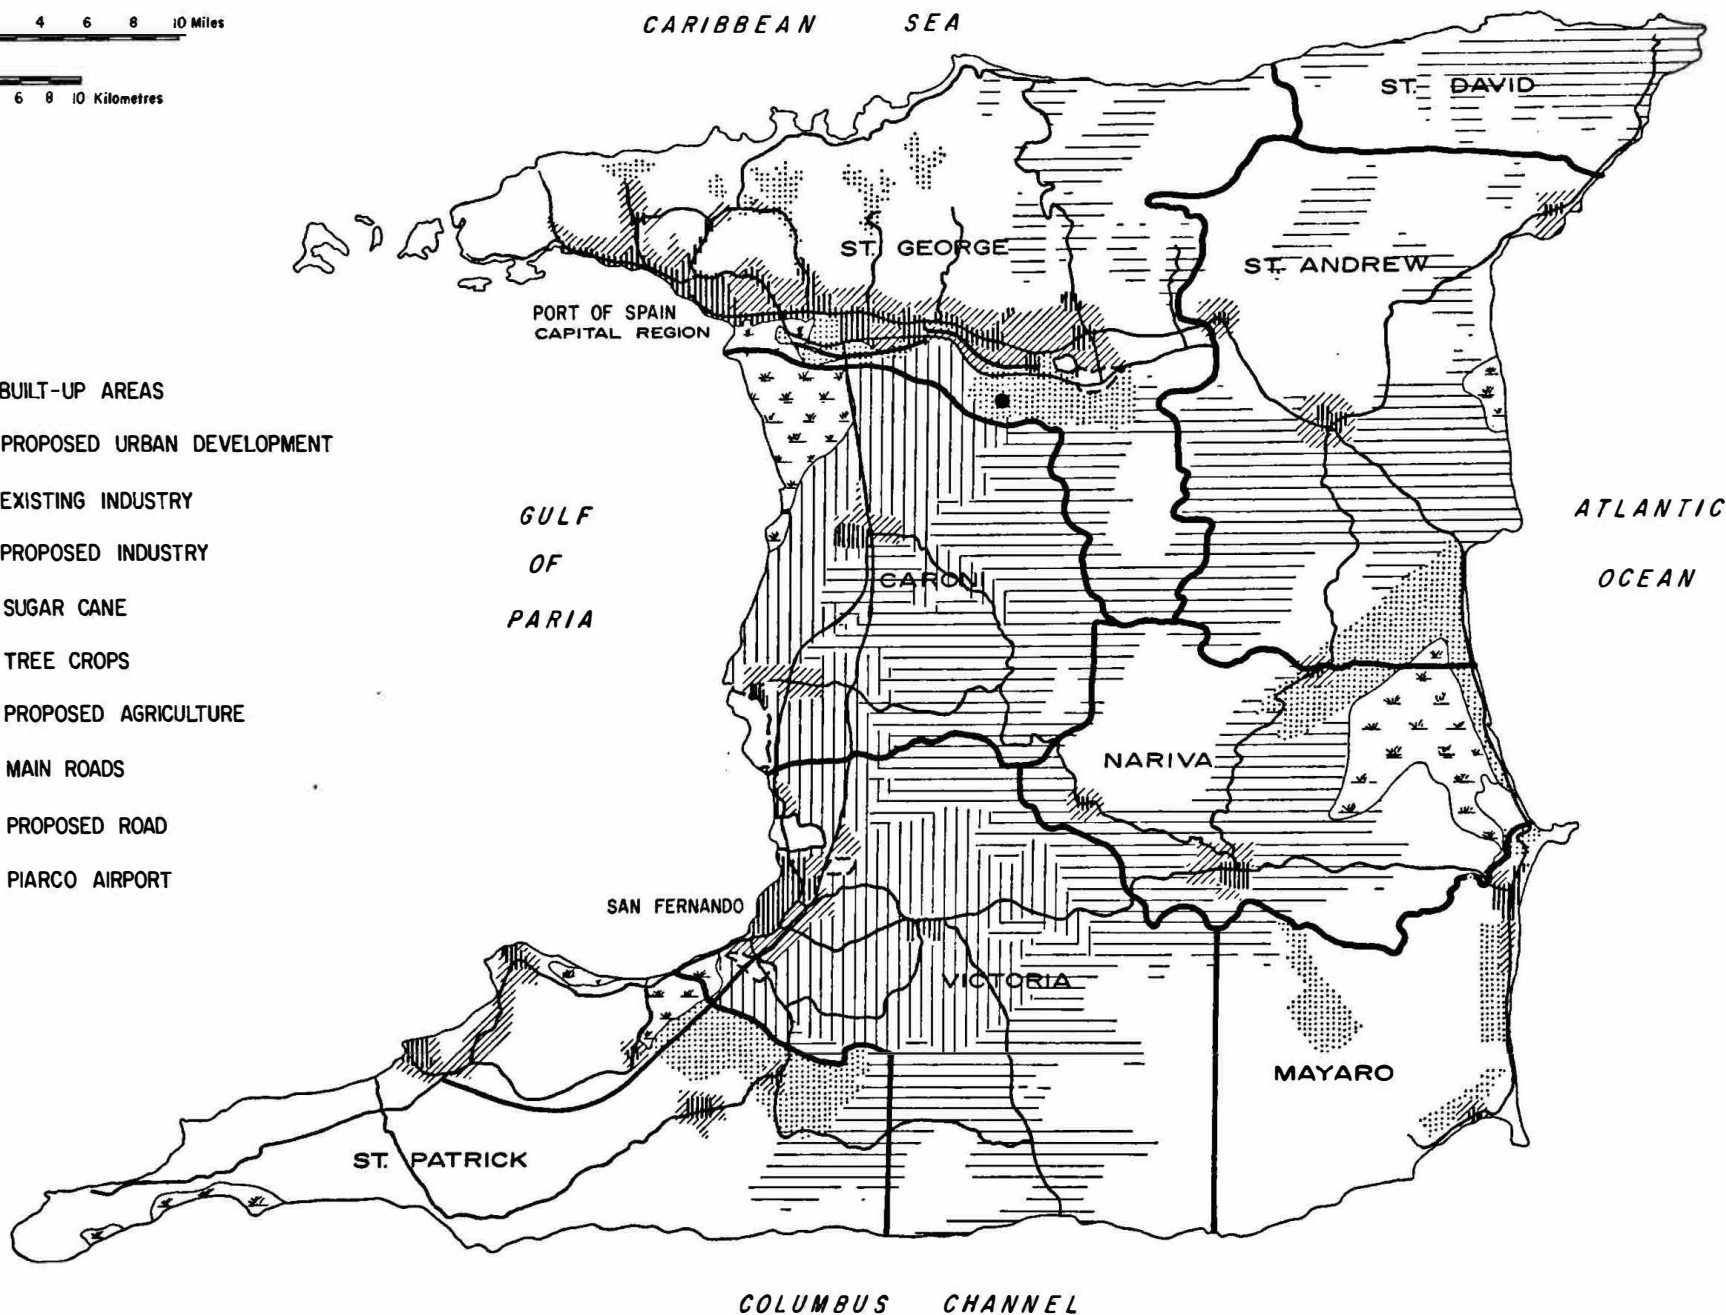 4 6 8 10 Miles
6 8 10 Kilometres
CARIBBEAN SEA
ST. DAVID
ST. GEORGE
ST. ANDREW
PORT OF SPAIN
CAPITAL REGION
BUILT-UP AREAS
PROPOSED URBAN DEVELOPMENT
EXISTING INDUSTRY
PROPOSED INDUSTRY
SUGAR CANE
TREE CROPS
PROPOSED AGRICULTURE
MAIN ROADS
PROPOSED ROAD
PIARCO AIRPORT
GULF
OF
PARIA
ATLANTIC
OCEAN
CARONI
NARIVA
SAN FERNANDO
VICTORIA
MAYARO
ST. PATRICK
COLUMBUS CHANNEL